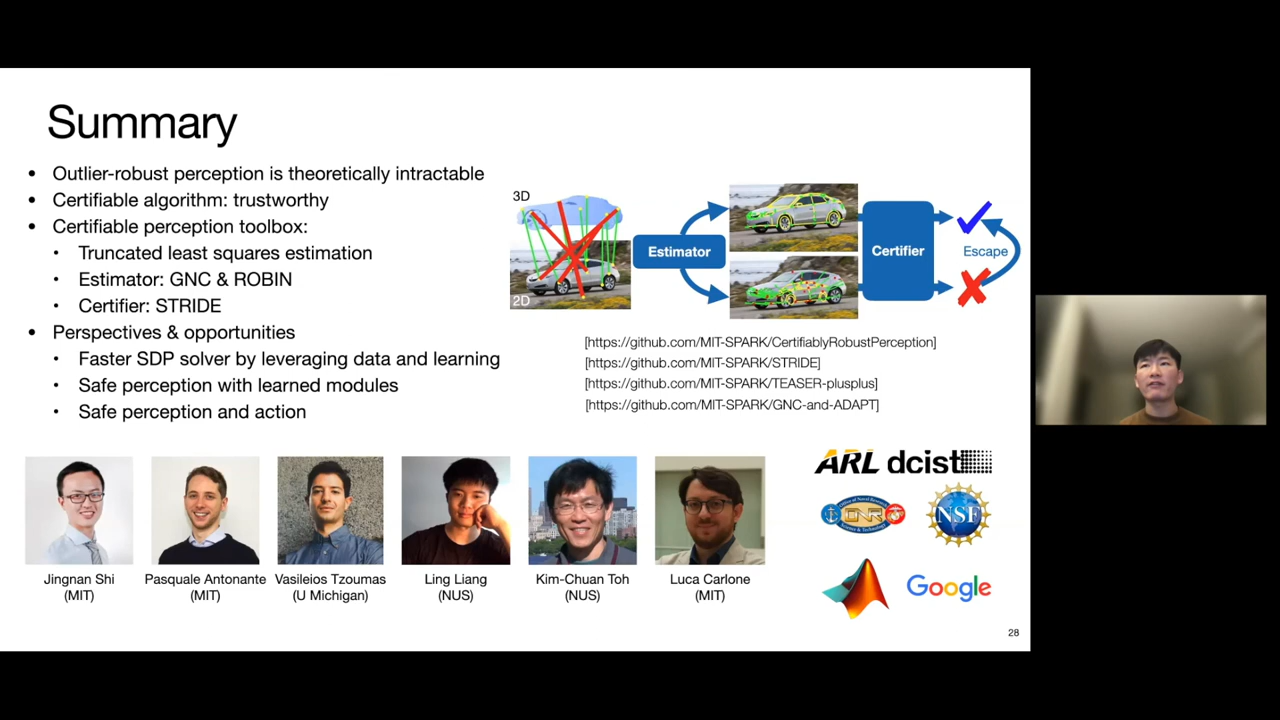 Summary
• Outlier-robust perception is theoretically intractable
• Certifiable algorithm: trustworthy
• Certifiable perception toolbox:
• Truncated least squares estimation
• Estimator: GNC & ROBIN
• Certifier: STRIDE
• Perspectives & opportunities
• Faster SDP solver by leveraging data and learning
• Safe perception with learned modules
• Safe perception and action
3D
2D
Estimator
Certifier
Escape
[https://github.com/MIT-SPARK/CertifiablyRobustPerception]
[https://github.com/MIT-SPARK/STRIDE]
[https://github.com/MIT-SPARK/TEASER-plusplus]
[https://github.com/MIT-SPARK/GNC-and-ADAPT]
Jingnan Shi
(MIT)
Pasquale Antonante
(MIT)
Vasileios Tzoumas
(U Michigan)
Ling Liang
(NUS)
Kim-Chuan Toh
(NUS)
Luca Carlone
(MIT)
ARL dcist
NSF
Google
28